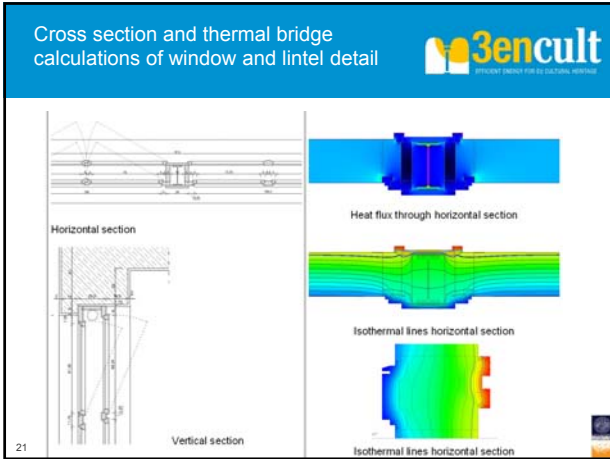 Cross section and thermal bridge
calculations of window and lintel detail
3encult
EFFICIENT ENERGY FOR EU CULTURAL HERITAGE
Horizontal section
Heat flux through horizontal section
Isothermal lines horizontal section
Vertical section
Isothermal lines horizontal section
21